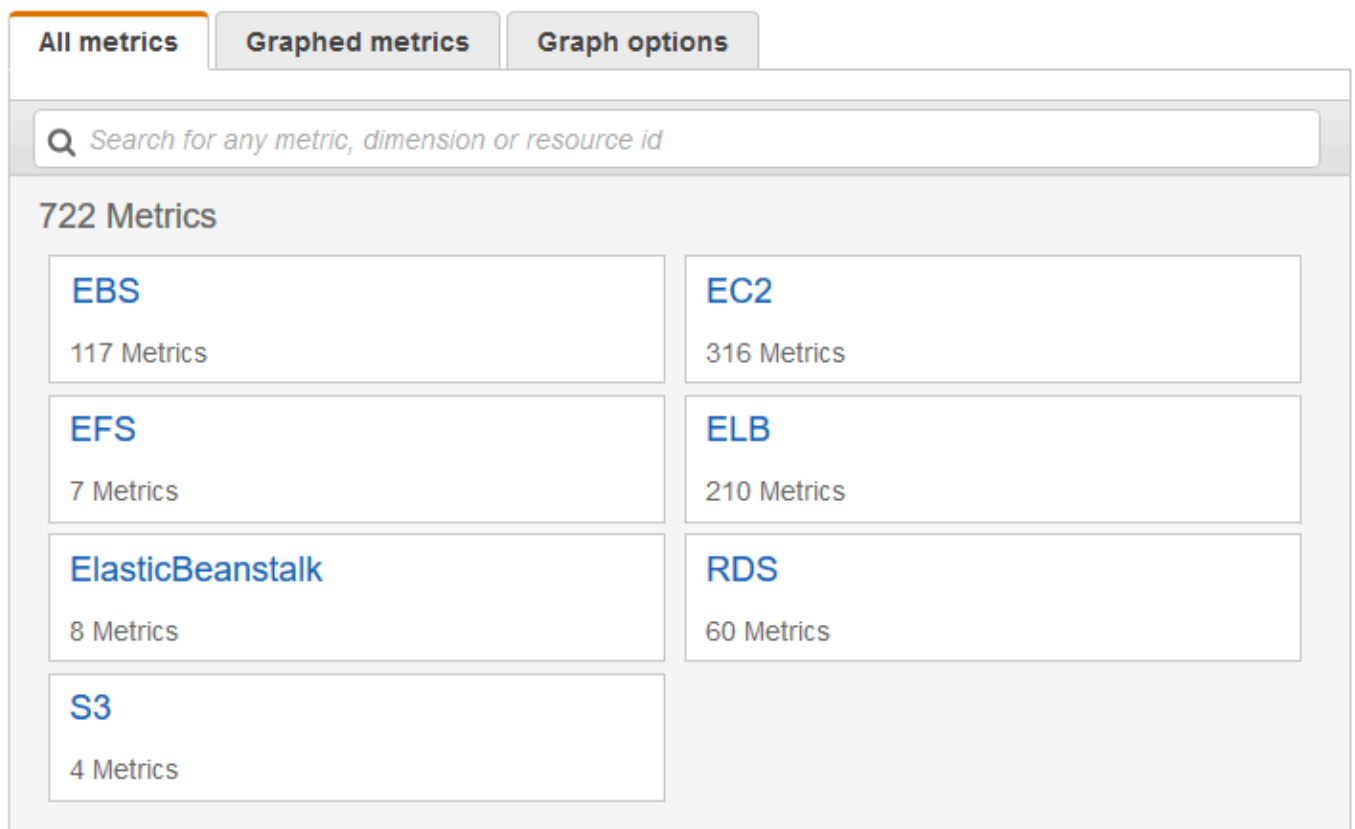 All metrics Graphed metrics Graph options
Search for any metric, dimension or resource id
722 Metrics
EBS
117 Metrics
EC2
316 Metrics
EFS
7 Metrics
ELB
210 Metrics
ElasticBeanstalk
8 Metrics
RDS
60 Metrics
S3
4 Metrics